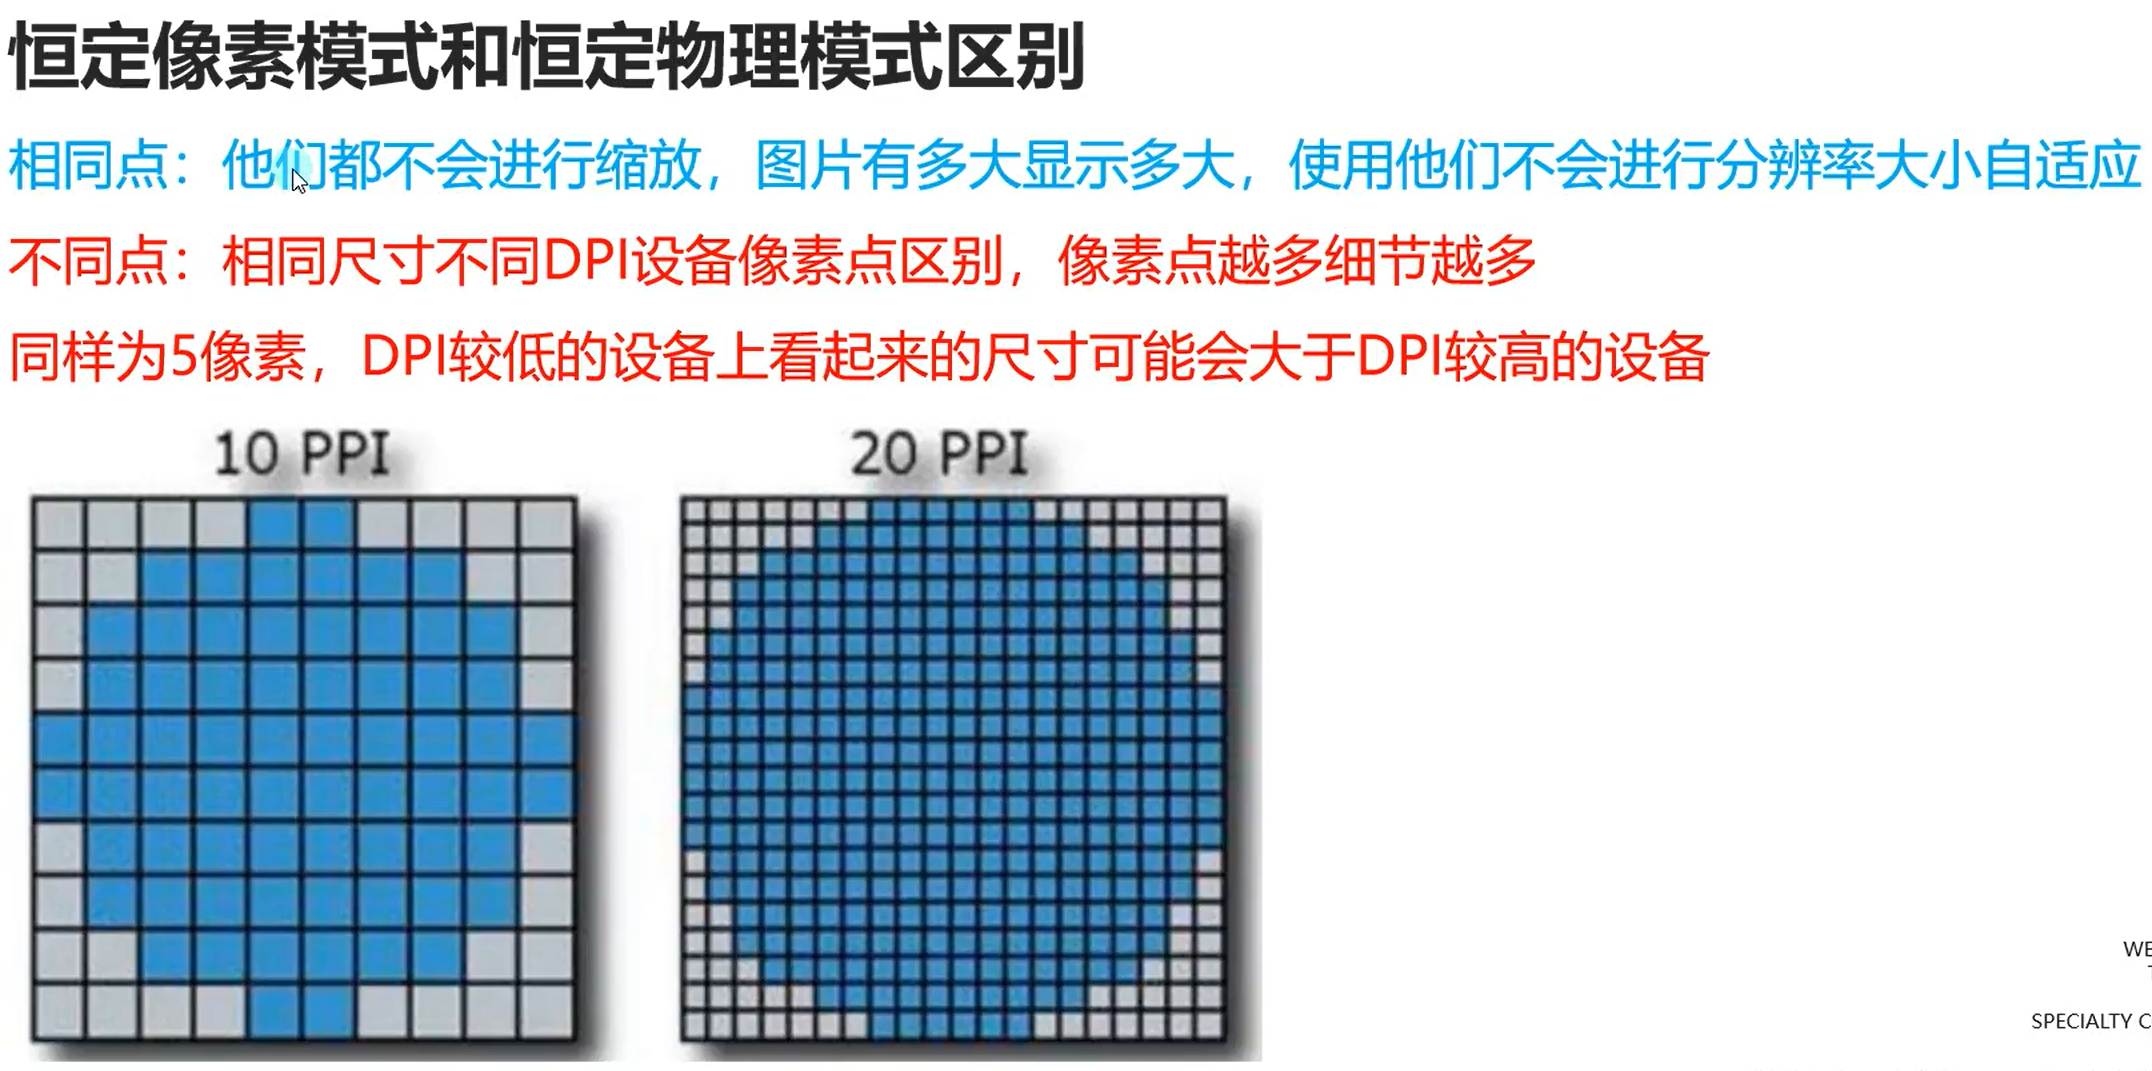 恒定像素模式和恒定物理模式区别
相同点：他们都不会进行缩放，图片有多大显示多大，使用他们不会进行分辨率大小自适应
不同点：相同尺寸不同DPI设备像素点区别，像素点越多细节越多
同样为5像素，DPI较低的设备上看起来的尺寸可能会大于DPI较高的设备
10 PPI
20 PPI
WE
T
SPECIALTY C